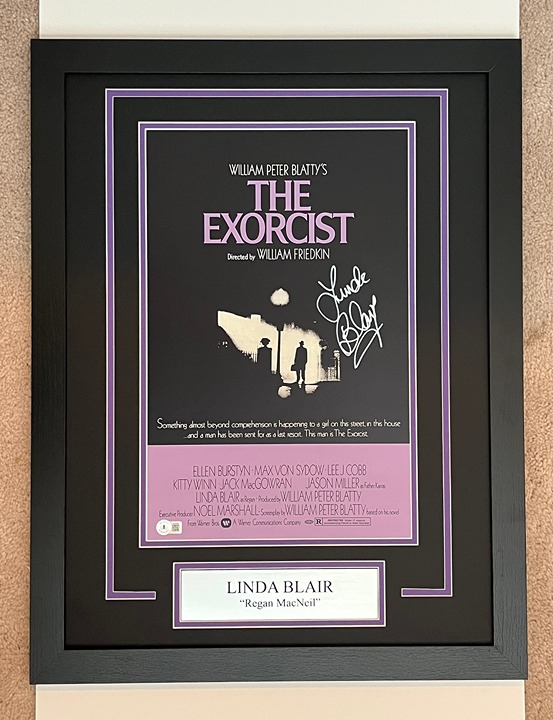 WILLIAM PETER BLATTY'S
THE
EXORCIST
Directed by WILLIAM FRIEDKIN
Linda
Blair
Something almost beyond comprehension is happening to a girl on this street, in this house
...and a man has been sent for as a last resort. This man is The Exorcist.
ELLEN BURSTYN · MAX VON SYDOW · LEE J. COBB
KITTY WINN JACK MacGOWRAN JASON MILLER as Father Karras
LINDA BLAIR as Regan · Produced by WILLIAM PETER BLATTY
Executive Producer NOEL MARSHALL · Screenplay by WILLIAM PETER BLATTY based on his novel
From Warner Bros. A Warner Communications Company R RESTRICTED
LINDA BLAIR
“Regan MacNeil”